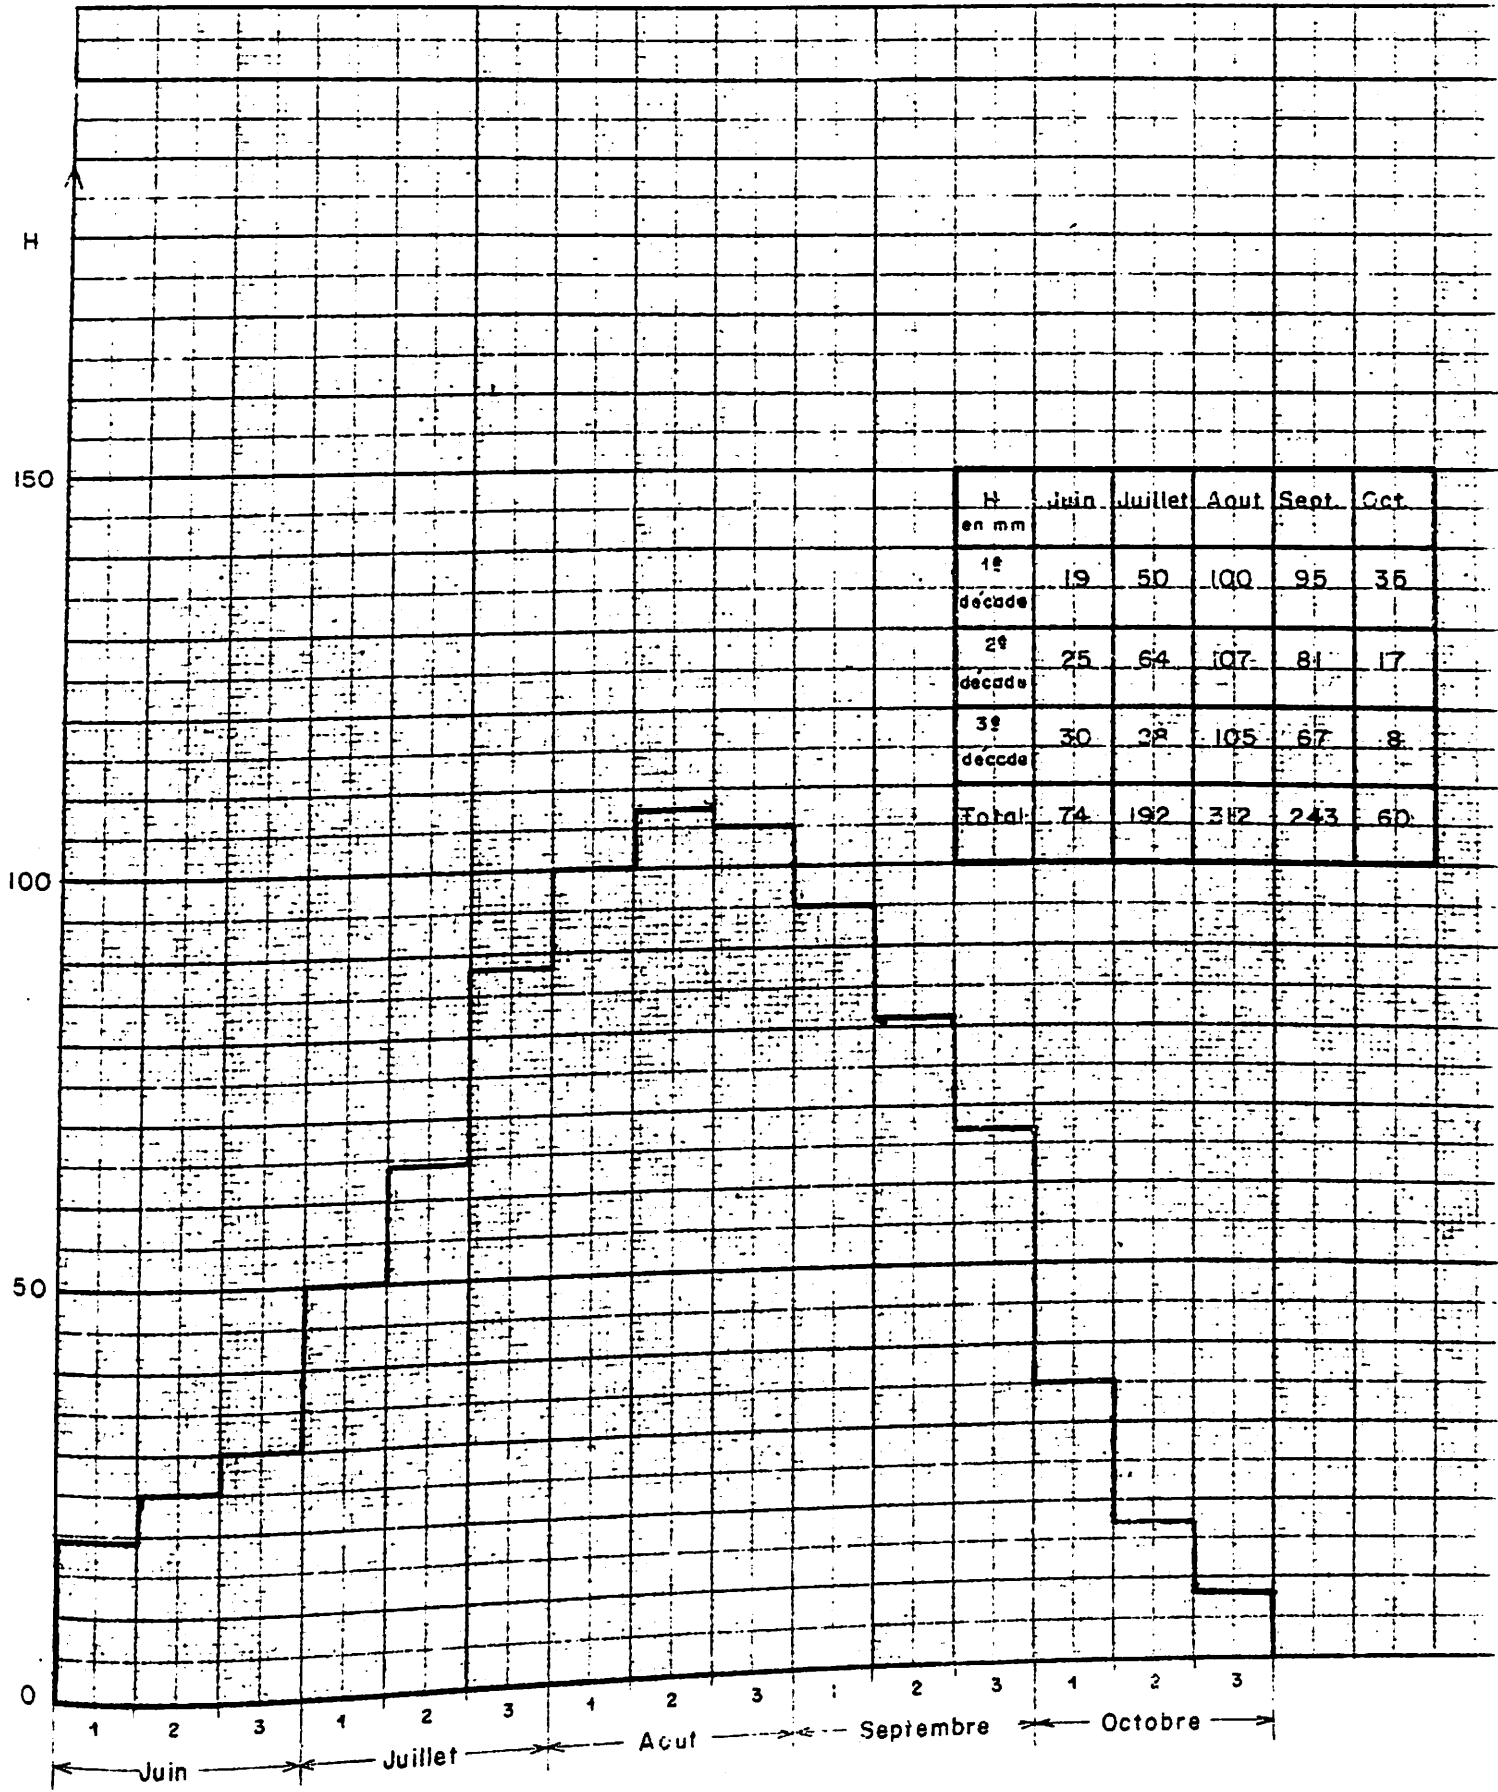 H
150
100
50
0
H en mm Juin Juillet Aout Sept. Oct.
1e décade 19 50 100 95 36
2e décade 25 64 107 81 17
3e décade 30 105 67 8
Total 74 192 312 243 60
1 2 3 1 2 3 1 2 3 1 2 3 1 2 3
Juin Juillet Aout Septembre Octobre